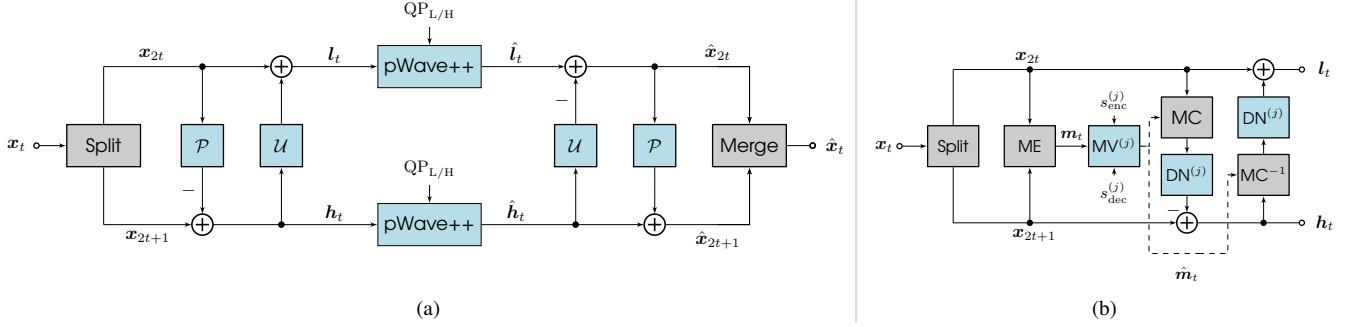 QP_L/H
x_2t
l_t
pWave++
l̂_t
x̂_2t
x_t
Split
𝒫
𝒰
−
−
𝒰
𝒫
Merge
x̂_t
QP_L/H
x_2t+1
h_t
pWave++
ĥ_t
x̂_2t+1
(a)
x_2t
l_t
s_enc^(j)
MC
DN^(j)
x_t
Split
ME
m_t
MV^(j)
s_dec^(j)
DN^(j)
MC^−1
−
x_2t+1
h_t
m̂_t
(b)